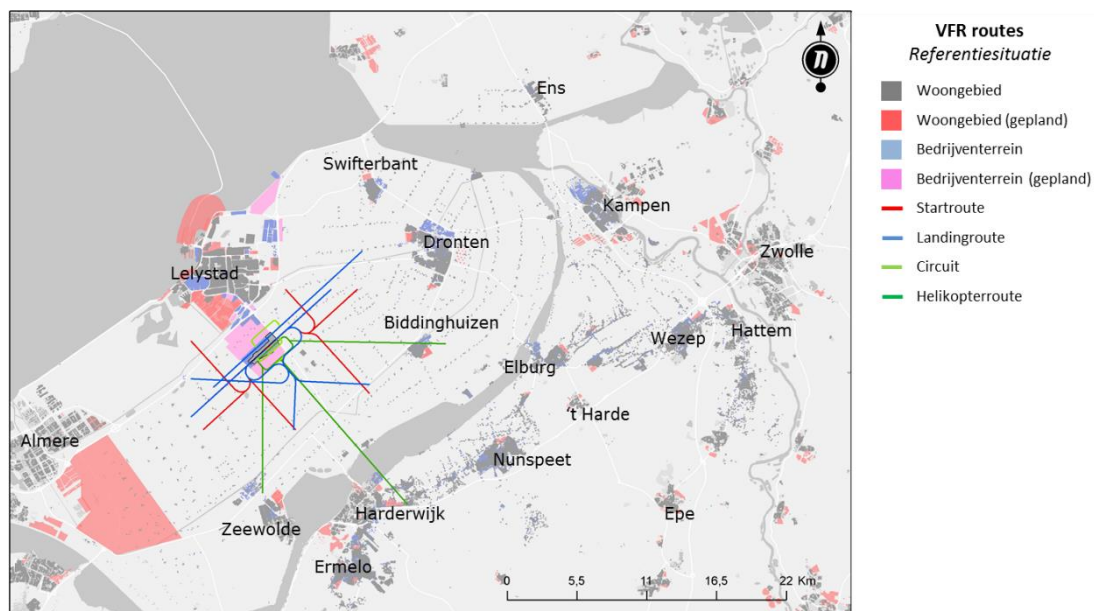 VFR routes
Referentiesituatie
Woongebied
Woongebied (gepland)
Bedrijventerrein
Bedrijventerrein (gepland)
Startroute
Landingroute
Circuit
Helikopterroute
N
Ens
Swifterbant
Kampen
Dronten
Zwolle
Lelystad
Biddinghuizen
Hattem
Wezep
Elburg
't Harde
Almere
Nunspeet
Harderwijk
Epe
Zeewolde
Ermelo
0 5,5 11 16,5 22 Km